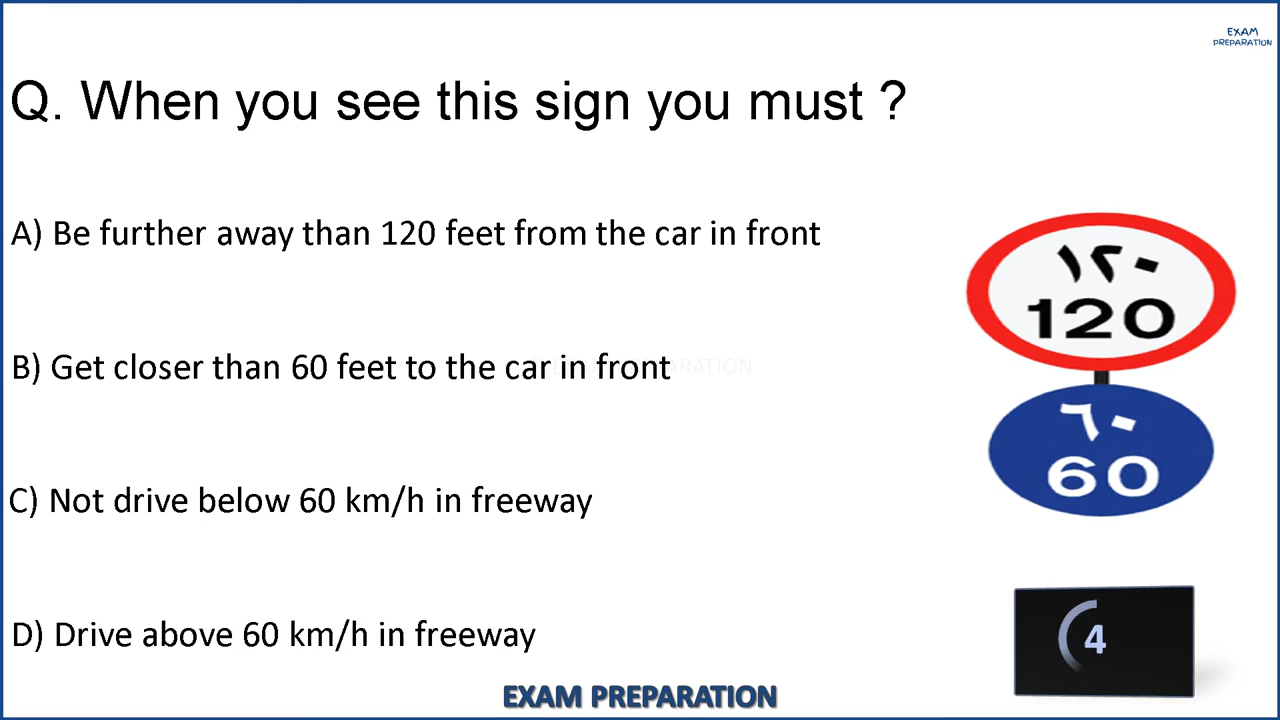 EXAM
PREPARATION
Q. When you see this sign you must ?
A) Be further away than 120 feet from the car in front
B) Get closer than 60 feet to the car in front
C) Not drive below 60 km/h in freeway
D) Drive above 60 km/h in freeway
١٢٠
120
٦٠
60
4
EXAM PREPARATION